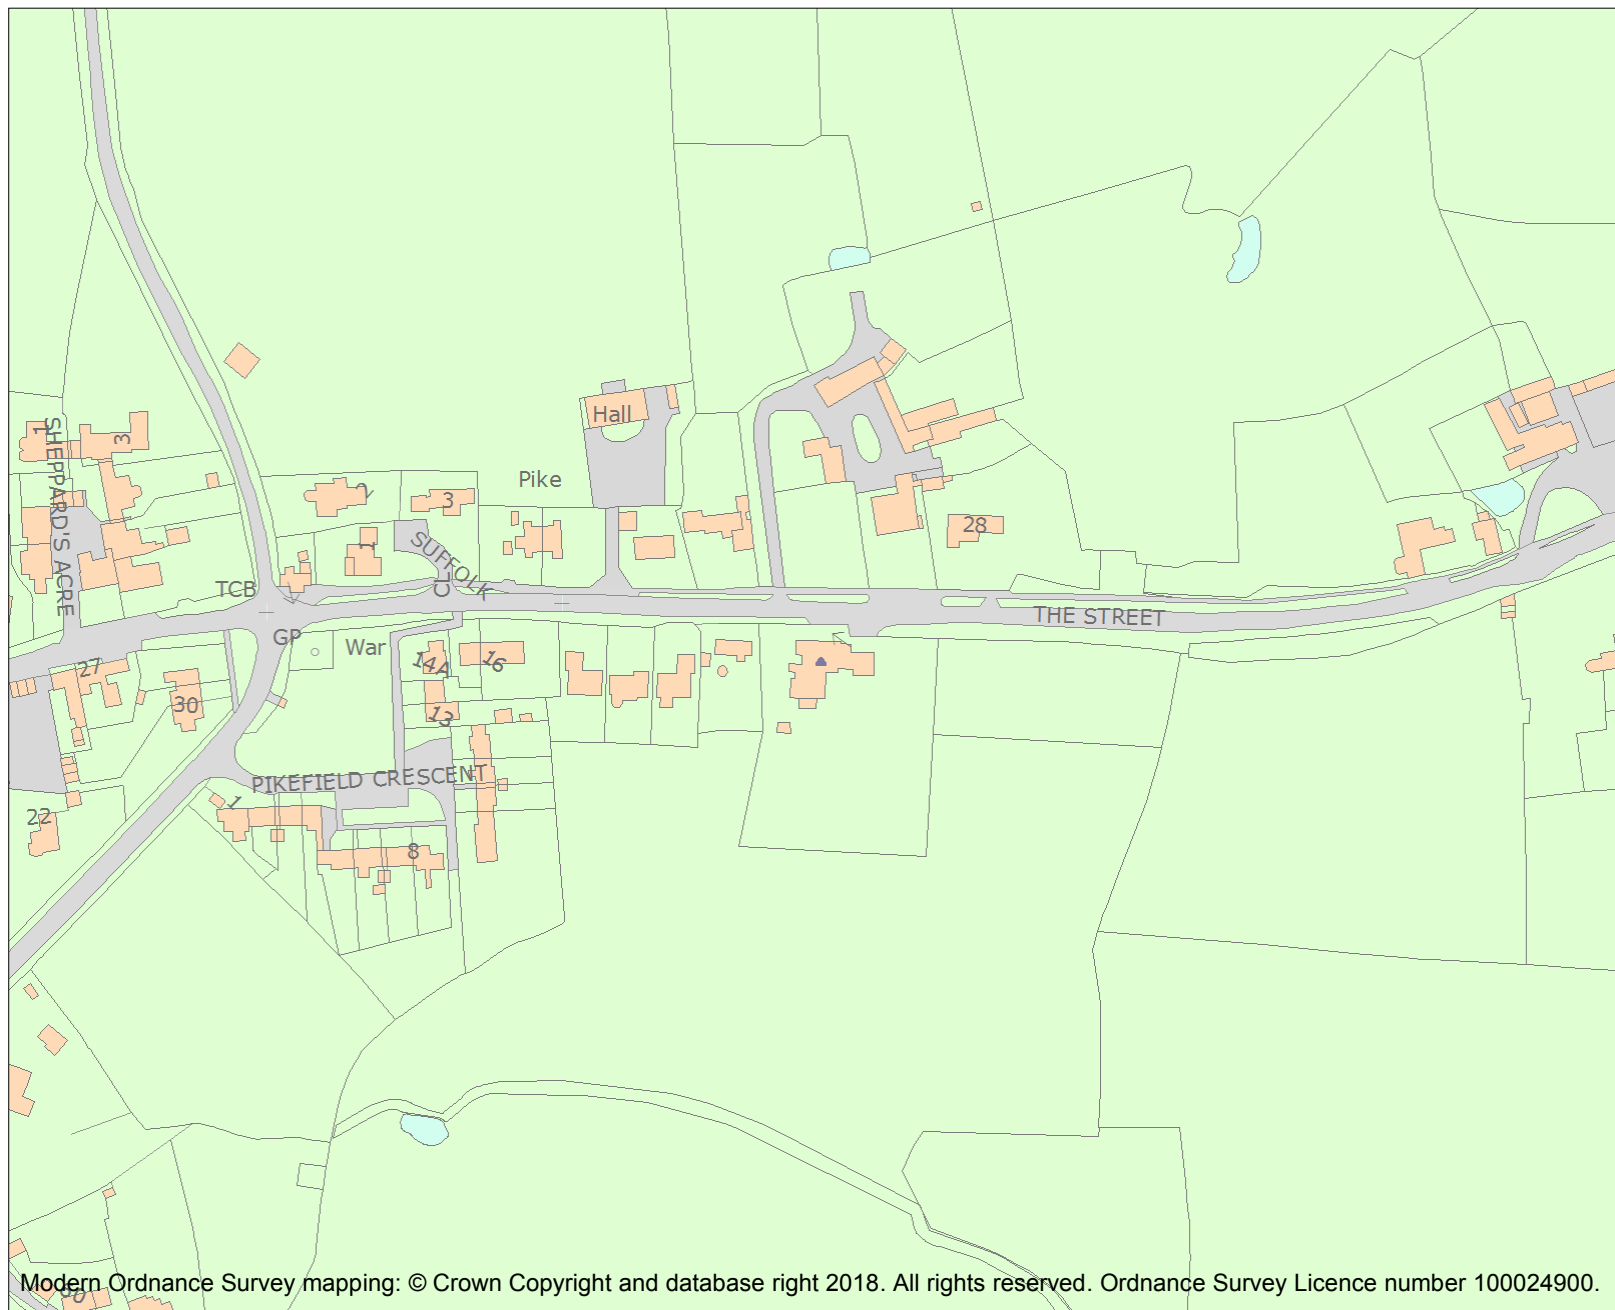 Hall
1
3
SHEPPARD'S ACRE
Pike
2
3
28
1
SUFFOLK
CL
TCB
THE STREET
GP
War
27
14A
16
30
13
PIKEFIELD CRESCENT
1
22
8
Modern Ordnance Survey mapping: © Crown Copyright and database right 2018. All rights reserved. Ordnance Survey Licence number 100024900.